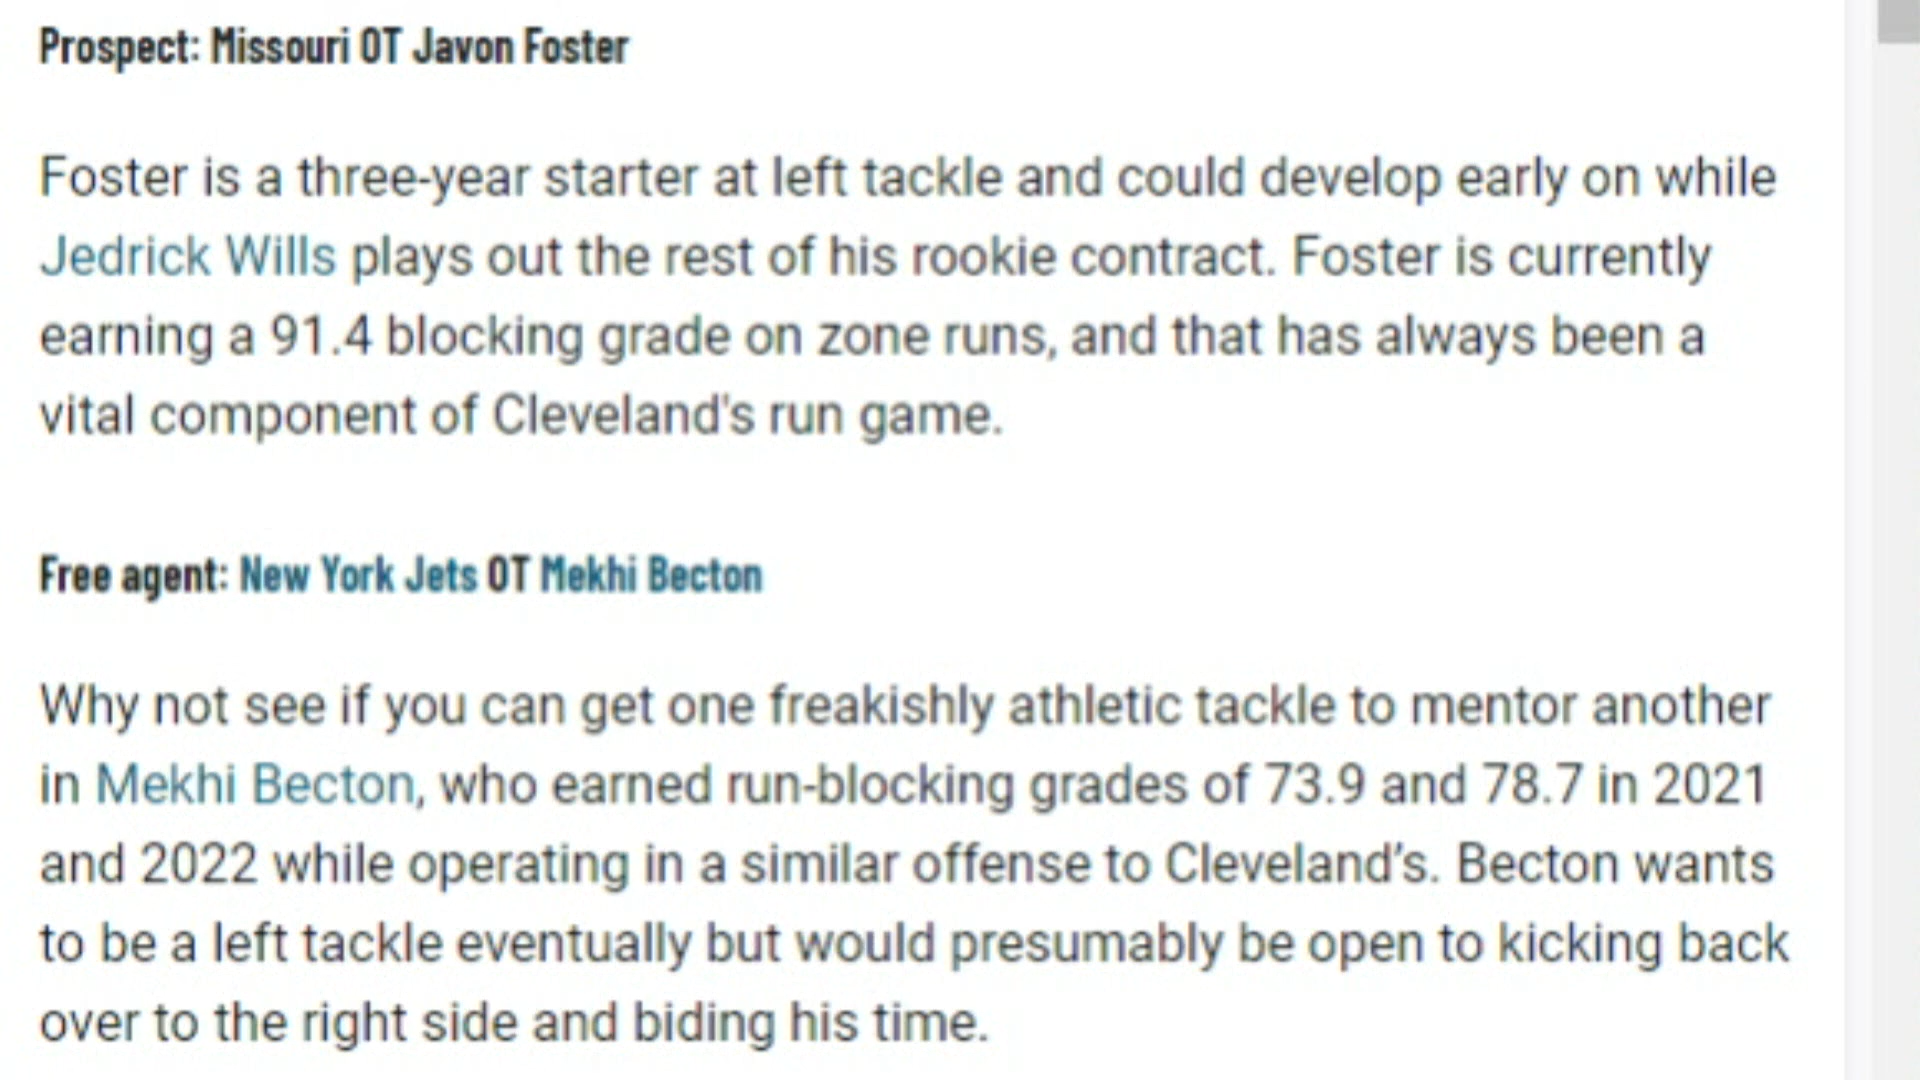 Prospect: Missouri OT Javon Foster
Foster is a three-year starter at left tackle and could develop early on while
Jedrick Wills plays out the rest of his rookie contract. Foster is currently
earning a 91.4 blocking grade on zone runs, and that has always been a
vital component of Cleveland's run game.
Free agent: New York Jets OT Mekhi Becton
Why not see if you can get one freakishly athletic tackle to mentor another
in Mekhi Becton, who earned run-blocking grades of 73.9 and 78.7 in 2021
and 2022 while operating in a similar offense to Cleveland’s. Becton wants
to be a left tackle eventually but would presumably be open to kicking back
over to the right side and biding his time.